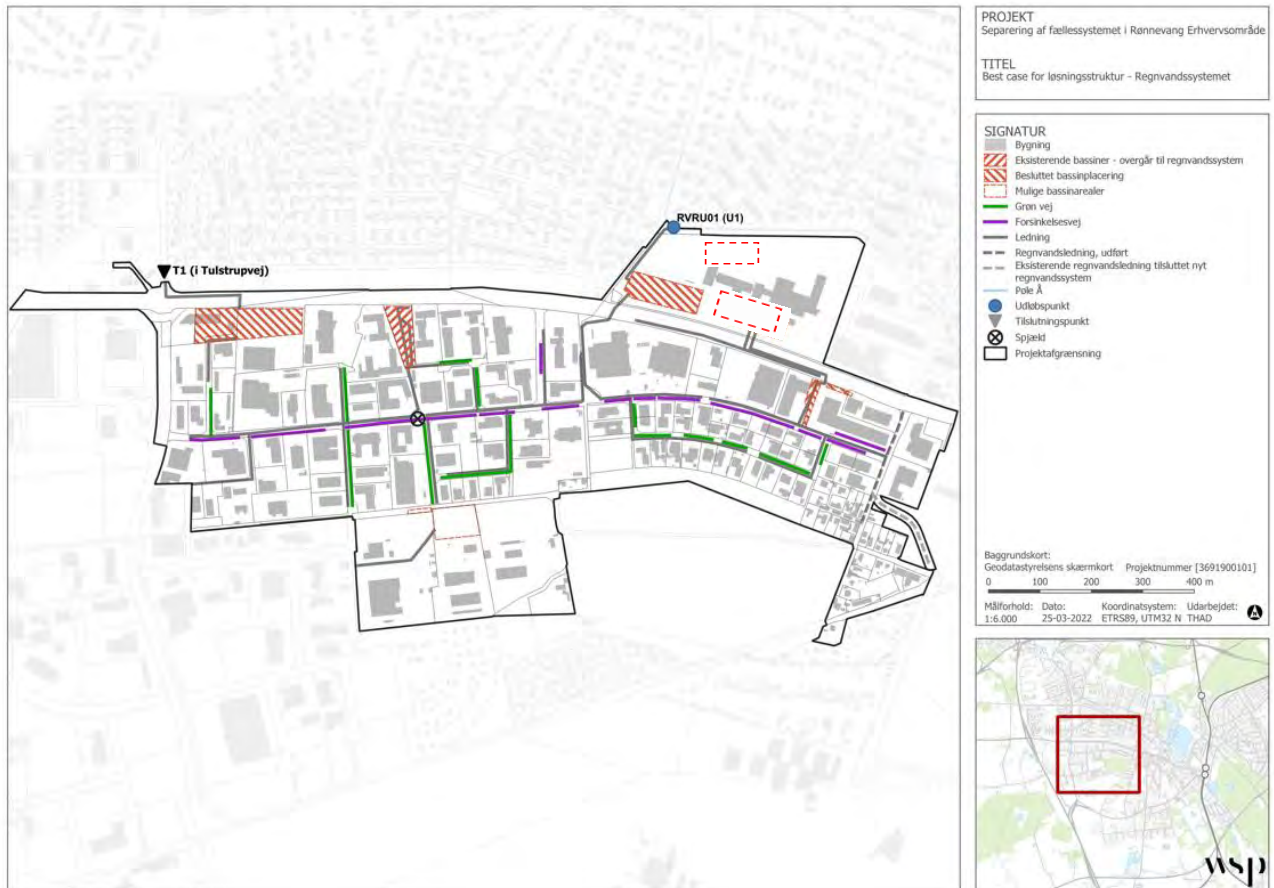 PROJEKT
Separering af fællessystemet i Rønnevang Erhvervsområde
TITEL
Best case for løsningsstruktur - Regnvandssystemet
SIGNATUR
Bygning
Eksisterende bassiner - overgår til regnvandssystem
Besluttet bassinplacering
Mulige bassinarealer
Grøn vej
Forsinkelsesvej
Ledning
Regnvandsledning, udført
Eksisterende regnvandsledning tilsluttet nyt
regnvandssystem
Pøle Å
Udløbspunkt
Tilslutningspunkt
Spjæld
Projektafgrænsning
RVRU01 (U1)
T1 (i Tulstrupvej)
Baggrundskort:
Geodatastyrelsens skærmkort Projektnummer [3691900101]
0 100 200 300 400 m
Målforhold: Dato: Koordinatsystem: Udarbejdet:
1:6.000 25-03-2022 ETRS89, UTM32 N THAD
wsp